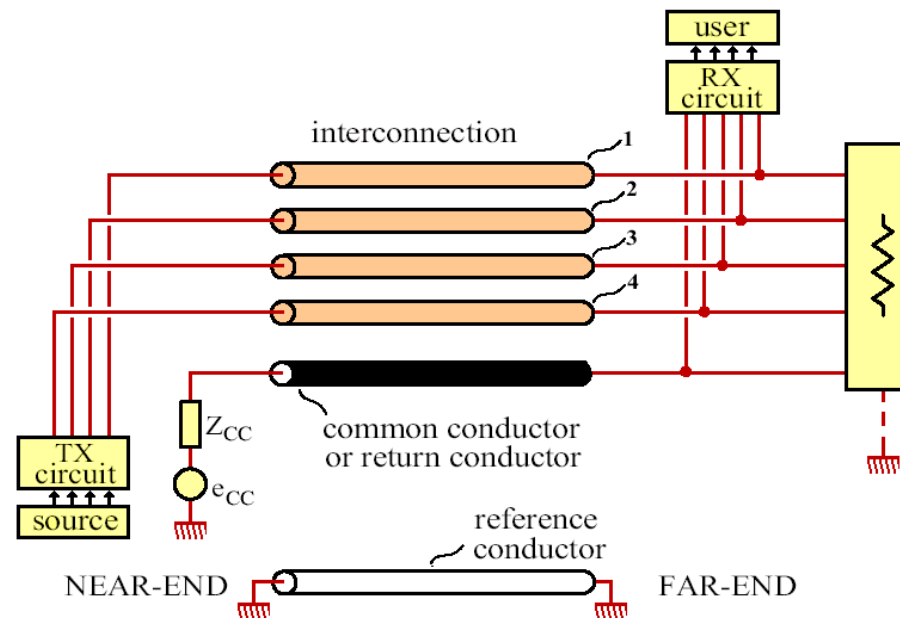 user
RX
circuit
interconnection
1
2
3
4
Z_CC
common conductor
or return conductor
TX
circuit
e_CC
source
reference
conductor
NEAR-END
FAR-END